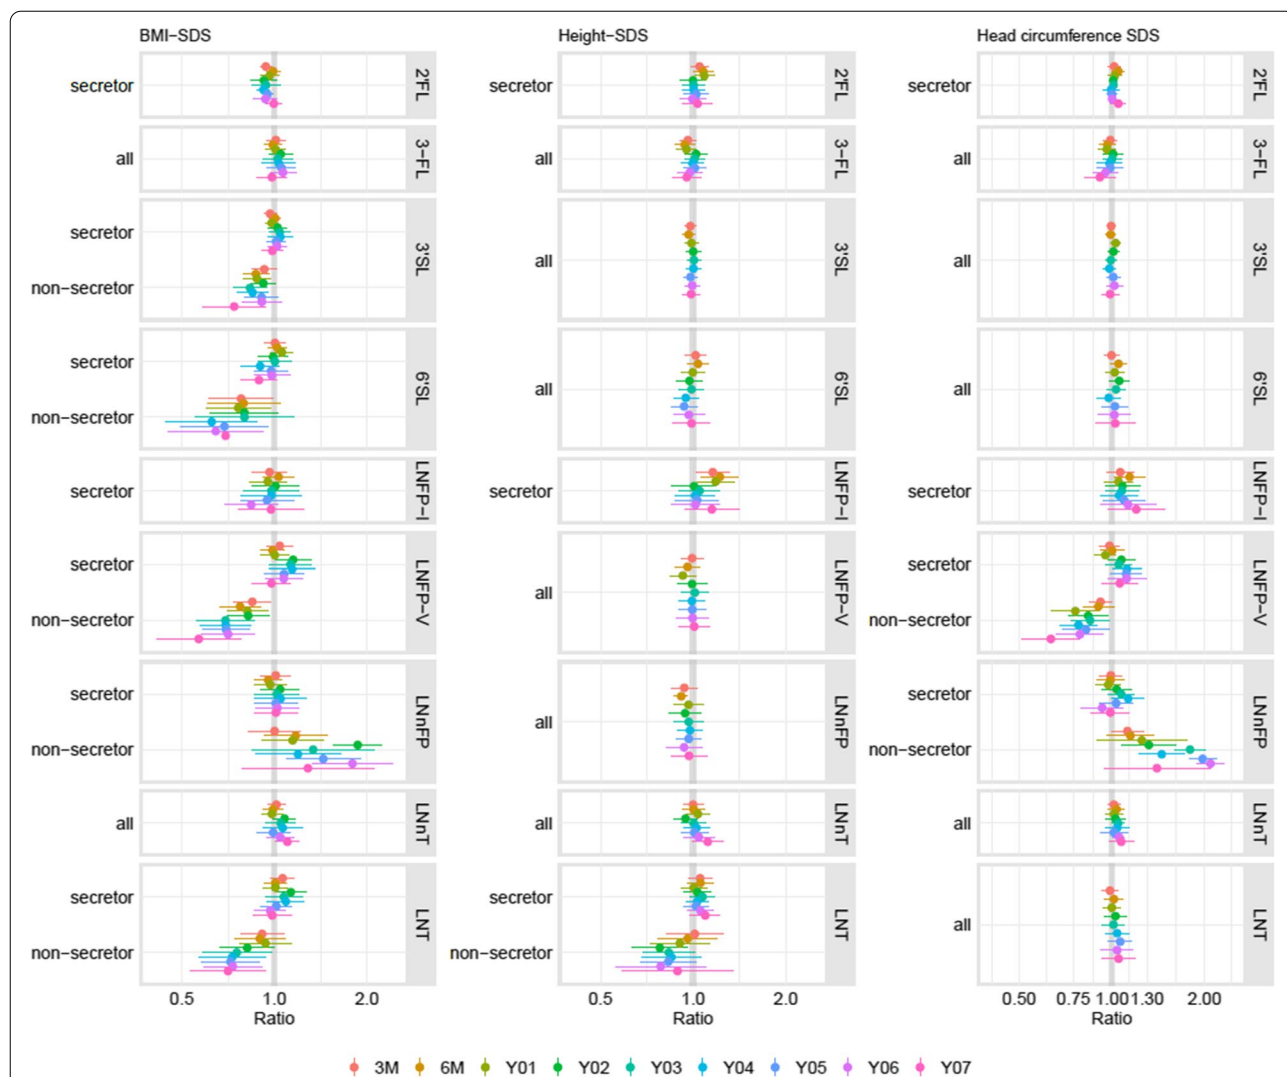 BMI−SDS Height−SDS Head circumference SDS
secretor 2'FL secretor 2'FL secretor 2'FL
all 3−FL all 3−FL all 3−FL
secretor
non−secretor 3'SL all 3'SL all 3'SL
secretor
non−secretor 6'SL all 6'SL all 6'SL
secretor LNFP−I secretor LNFP−I secretor LNFP−I
secretor LNFP−V all LNFP−V secretor LNFP−V
non−secretor non−secretor
secretor LNnFP all LNnFP secretor LNnFP
non−secretor non−secretor
all LNnT all LNnT all LNnT
secretor LNT secretor LNT all LNT
non−secretor non−secretor
0.5 1.0 2.0 0.5 1.0 2.0 0.50 0.75 1.00 1.30 2.00
Ratio Ratio Ratio
3M 6M Y01 Y02 Y03 Y04 Y05 Y06 Y07